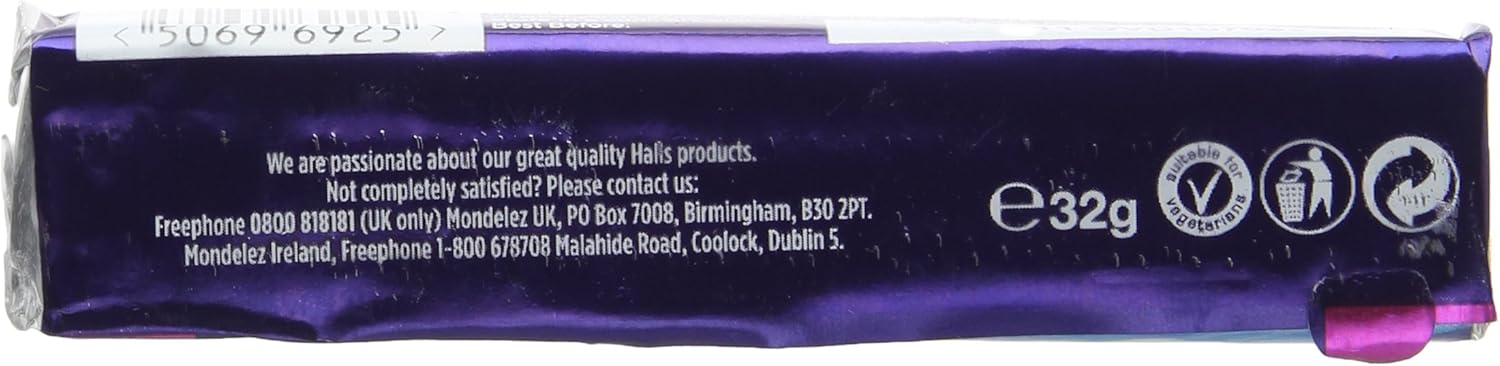 < "5069"6925" >
Best Before:
We are passionate about our great quality Halls products.
Not completely satisfied? Please contact us:
Freephone 0800 818181 (UK only) Mondelez UK, PO Box 7008, Birmingham, B30 2PT.
Mondelez Ireland, Freephone 1-800 678708 Malahide Road, Coolock, Dublin 5.
℮32g
suitable for
vegetarians